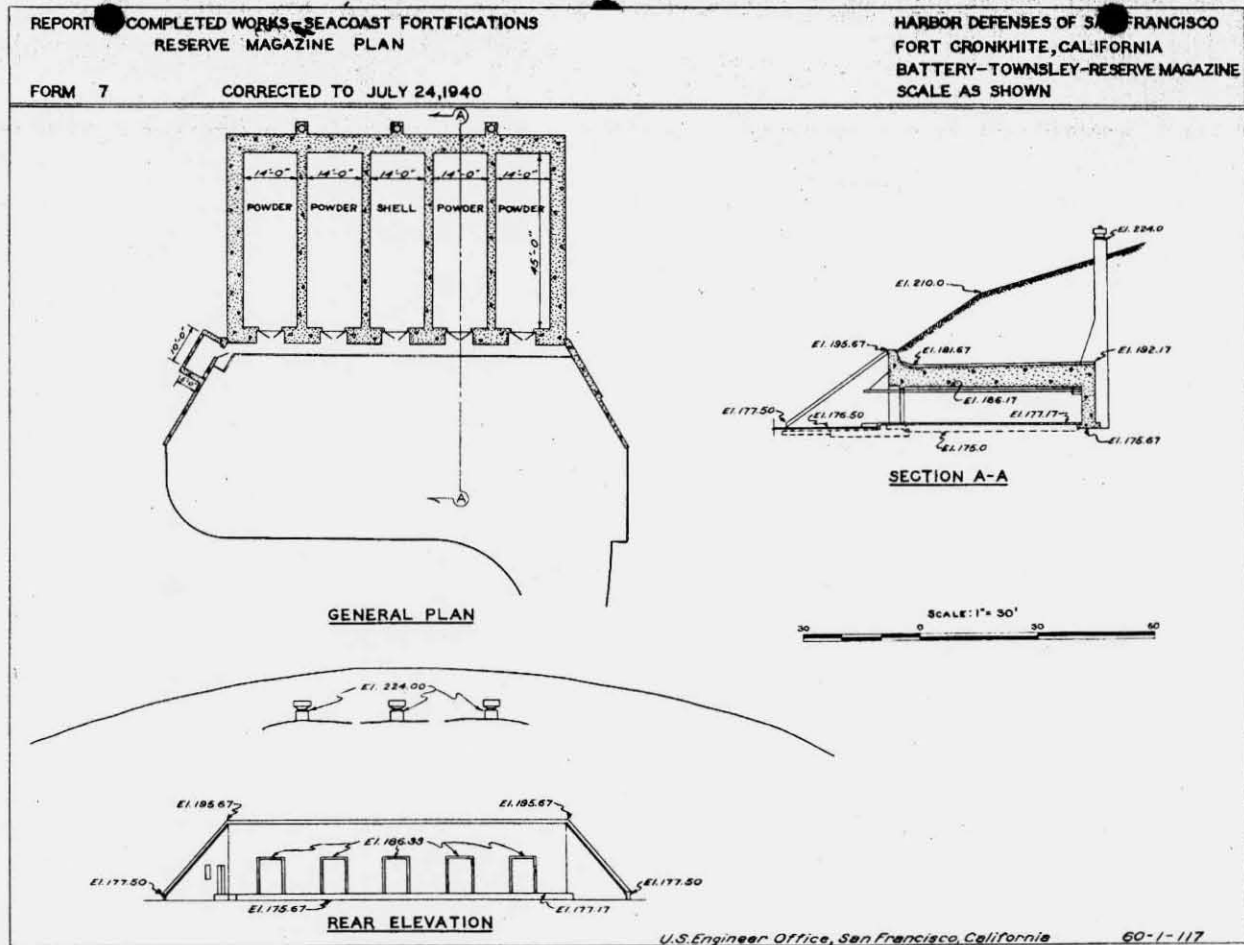 REPORT COMPLETED WORKS-SEACOAST FORTIFICATIONS
RESERVE MAGAZINE PLAN
FORM 7
CORRECTED TO JULY 24,1940
HARBOR DEFENSES OF SAN FRANCISCO
FORT CRONKHITE, CALIFORNIA
BATTERY-TOWNSLEY-RESERVE MAGAZINE
SCALE AS SHOWN
A
14'-0" 14'-0" 14'-0" 14'-0" 14'-0"
POWDER POWDER SHELL POWDER POWDER
45'-0"
10'-0"
A
GENERAL PLAN
El. 224.0
El. 210.0
El. 195.67
El. 181.67
El. 192.17
El. 186.17
El. 177.50
El. 176.50
El. 177.17
El. 175.0
El. 175.67
SECTION A-A
SCALE: 1"= 30'
30 0 30 60
El. 224.00
El. 195.67
El. 195.67
El. 186.33
El. 177.50
El. 177.50
El. 175.67
El. 177.17
REAR ELEVATION
U.S. Engineer Office, San Francisco, California
60-1-117